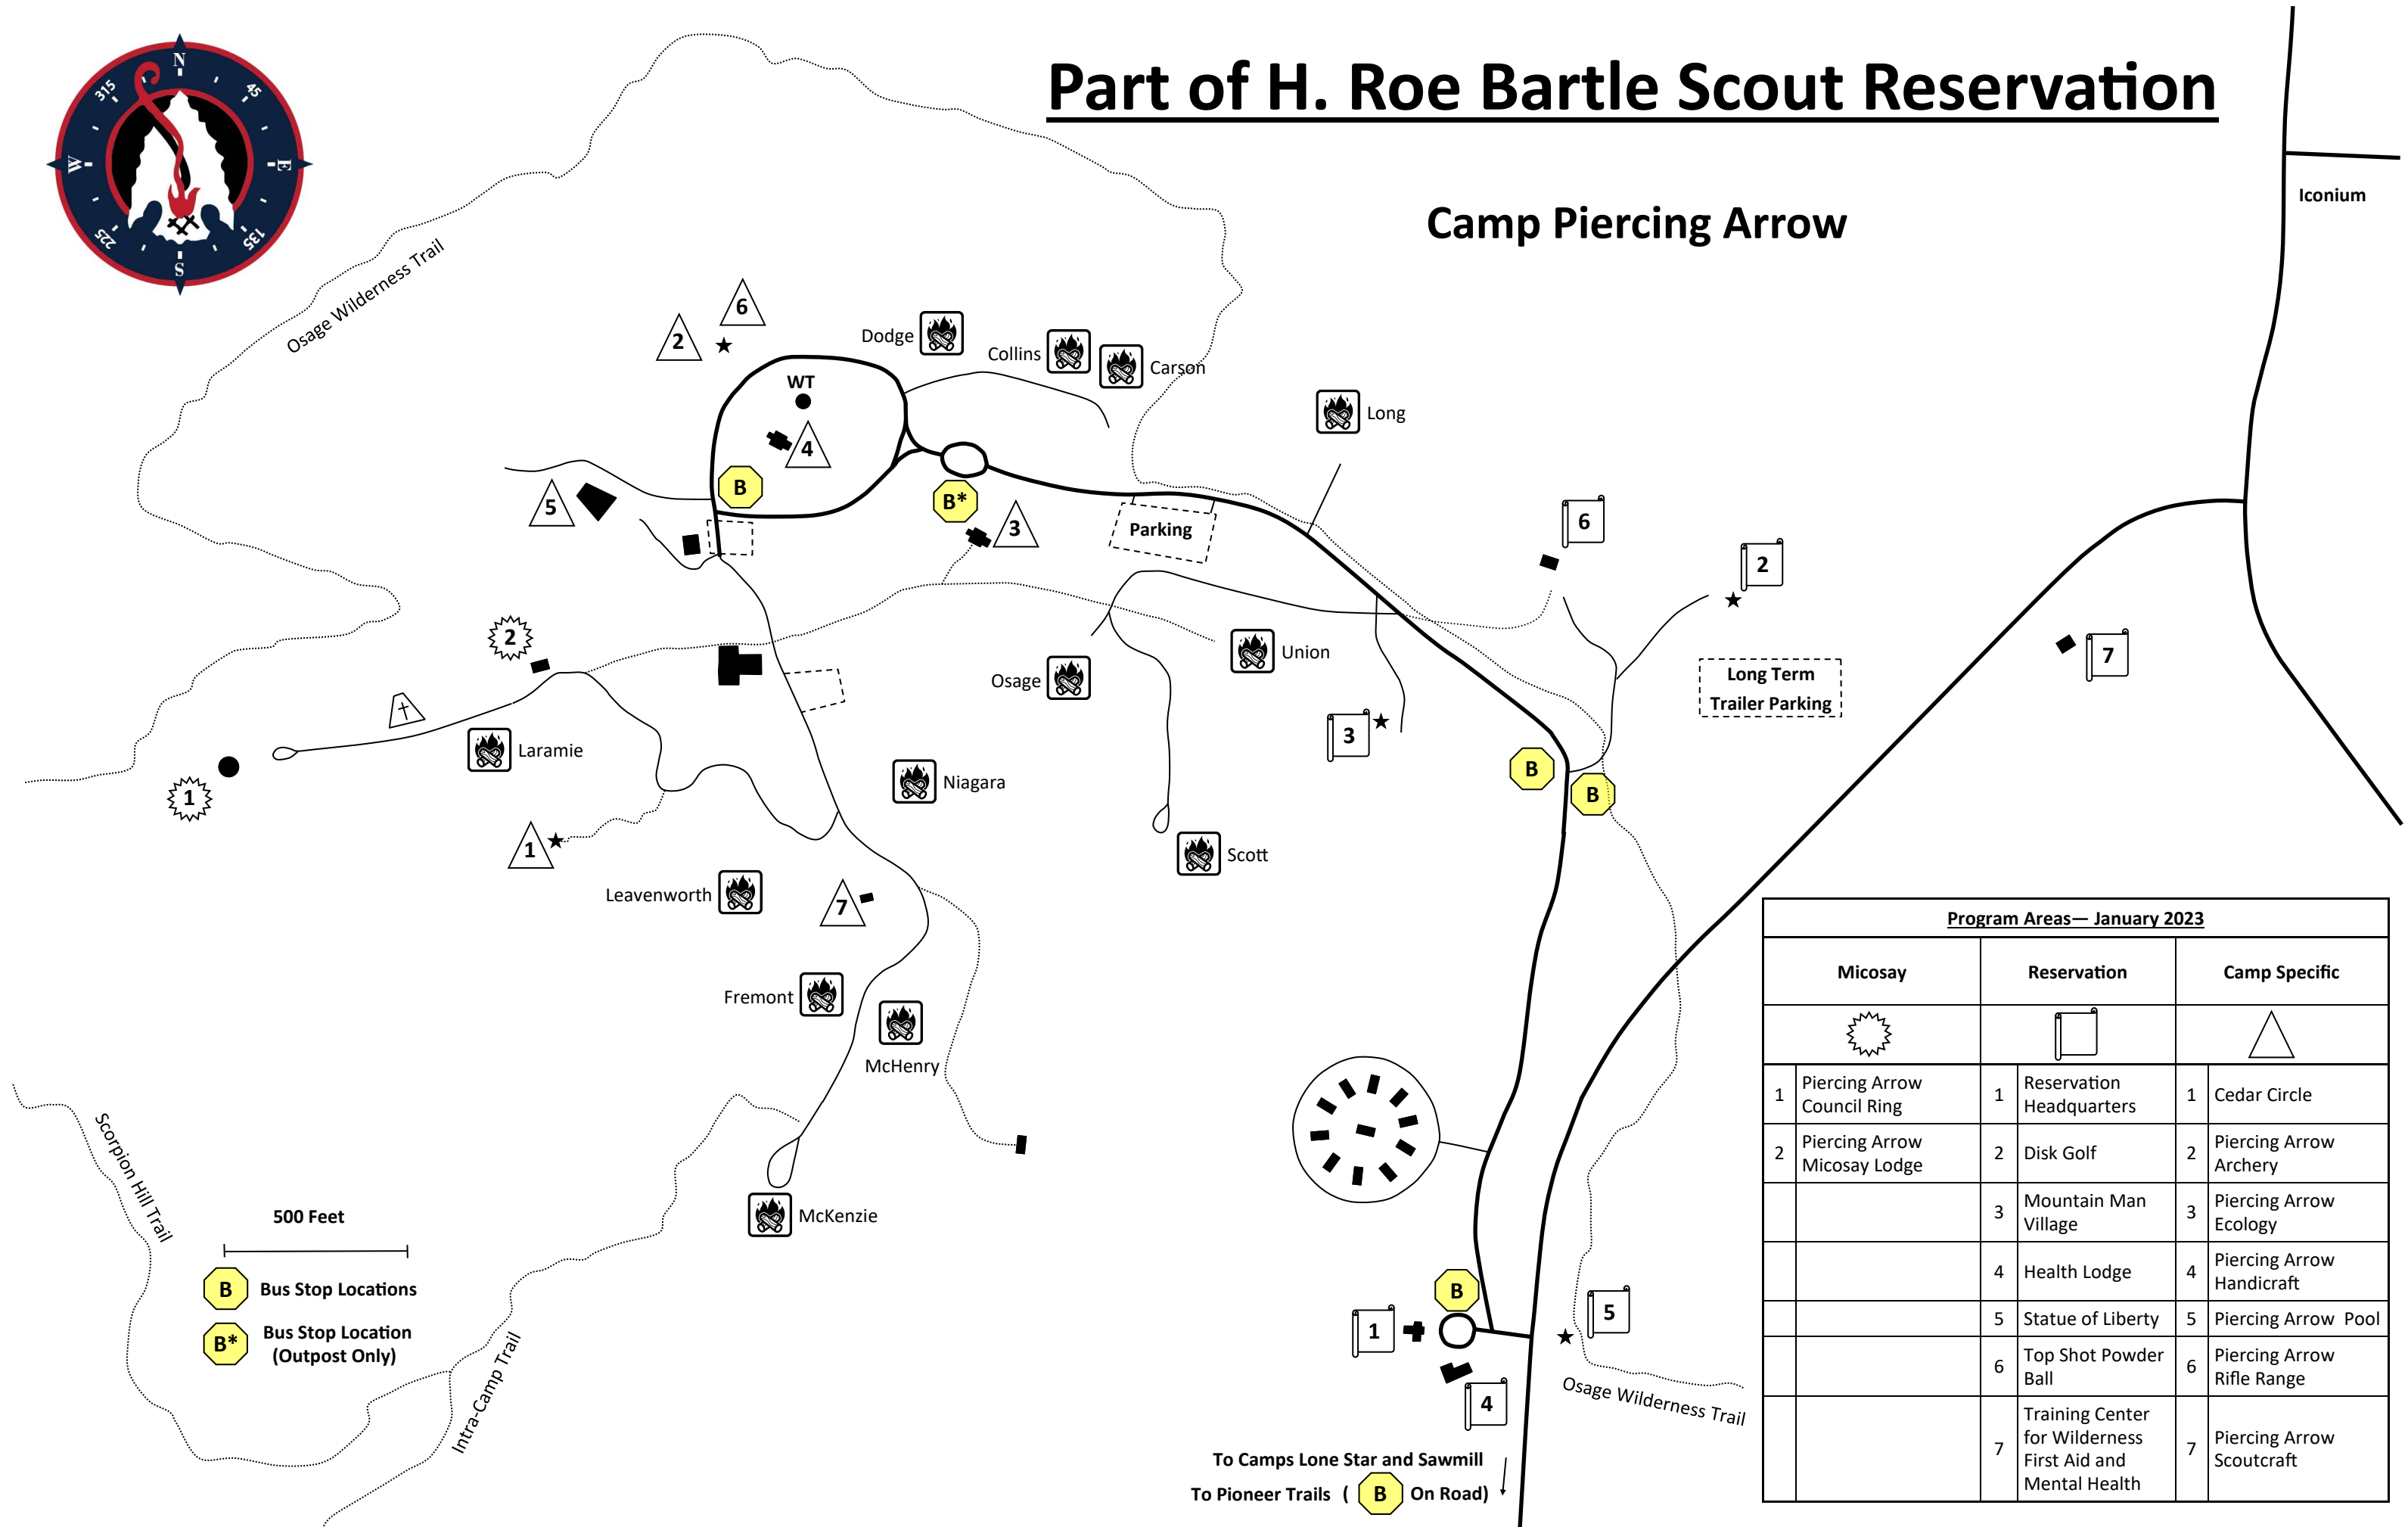 Part of H. Roe Bartle Scout Reservation
Camp Piercing Arrow
N
45
E
135
S
225
W
315
Iconium
Osage Wilderness Trail
6
2
Dodge
Collins
Carson
WT
4
Long
B
B*
5
3
Parking
6
2
7
Long Term
Trailer Parking
2
Union
Osage
3
Laramie
Niagara
B
B
1
1
Scott
Leavenworth
7
Fremont
McHenry
McKenzie
Scorpion Hill Trail
Intra-Camp Trail
500 Feet
B
Bus Stop Locations
B*
Bus Stop Location
(Outpost Only)
B
1
5
4
Osage Wilderness Trail
To Camps Lone Star and Sawmill
To Pioneer Trails ( B On Road)
Program Areas— January 2023
Micosay Reservation Camp Specific
1 Piercing Arrow Council Ring 1 Reservation Headquarters 1 Cedar Circle
2 Piercing Arrow Micosay Lodge 2 Disk Golf 2 Piercing Arrow Archery
3 Mountain Man Village 3 Piercing Arrow Ecology
4 Health Lodge 4 Piercing Arrow Handicraft
5 Statue of Liberty 5 Piercing Arrow Pool
6 Top Shot Powder Ball 6 Piercing Arrow Rifle Range
7 Training Center for Wilderness First Aid and Mental Health 7 Piercing Arrow Scoutcraft